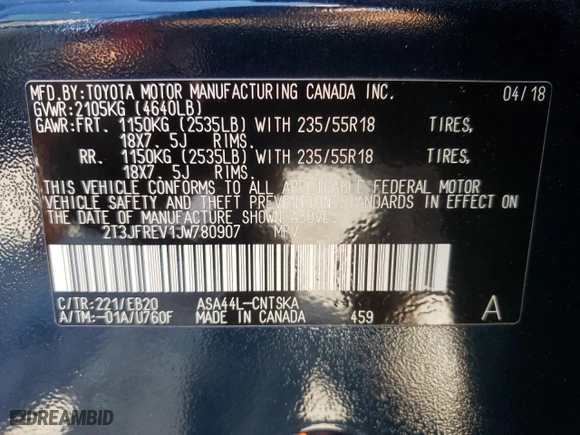 MFD.BY:TOYOTA MOTOR MANUFACTURING CANADA INC. 04/18
GVWR:2105KG (4640LB)
GAWR:FRT. 1150KG (2535LB) WITH 235/55R18 TIRES,
18X7. 5J RIMS.
RR. 1150KG (2535LB) WITH 235/55R18 TIRES,
18X7. 5J RIMS.
THIS VEHICLE CONFORMS TO ALL APPLICABLE FEDERAL MOTOR
VEHICLE SAFETY AND THEFT PREVENTION STANDARDS IN EFFECT ON
THE DATE OF MANUFACTURE SHOWN ABOVE.
2T3JFREV1JW780907 MPV
C/TR:221/EB20 ASA44L-CNTSKA A
A/TM:-01A/U760F MADE IN CANADA 459
DREAMBID